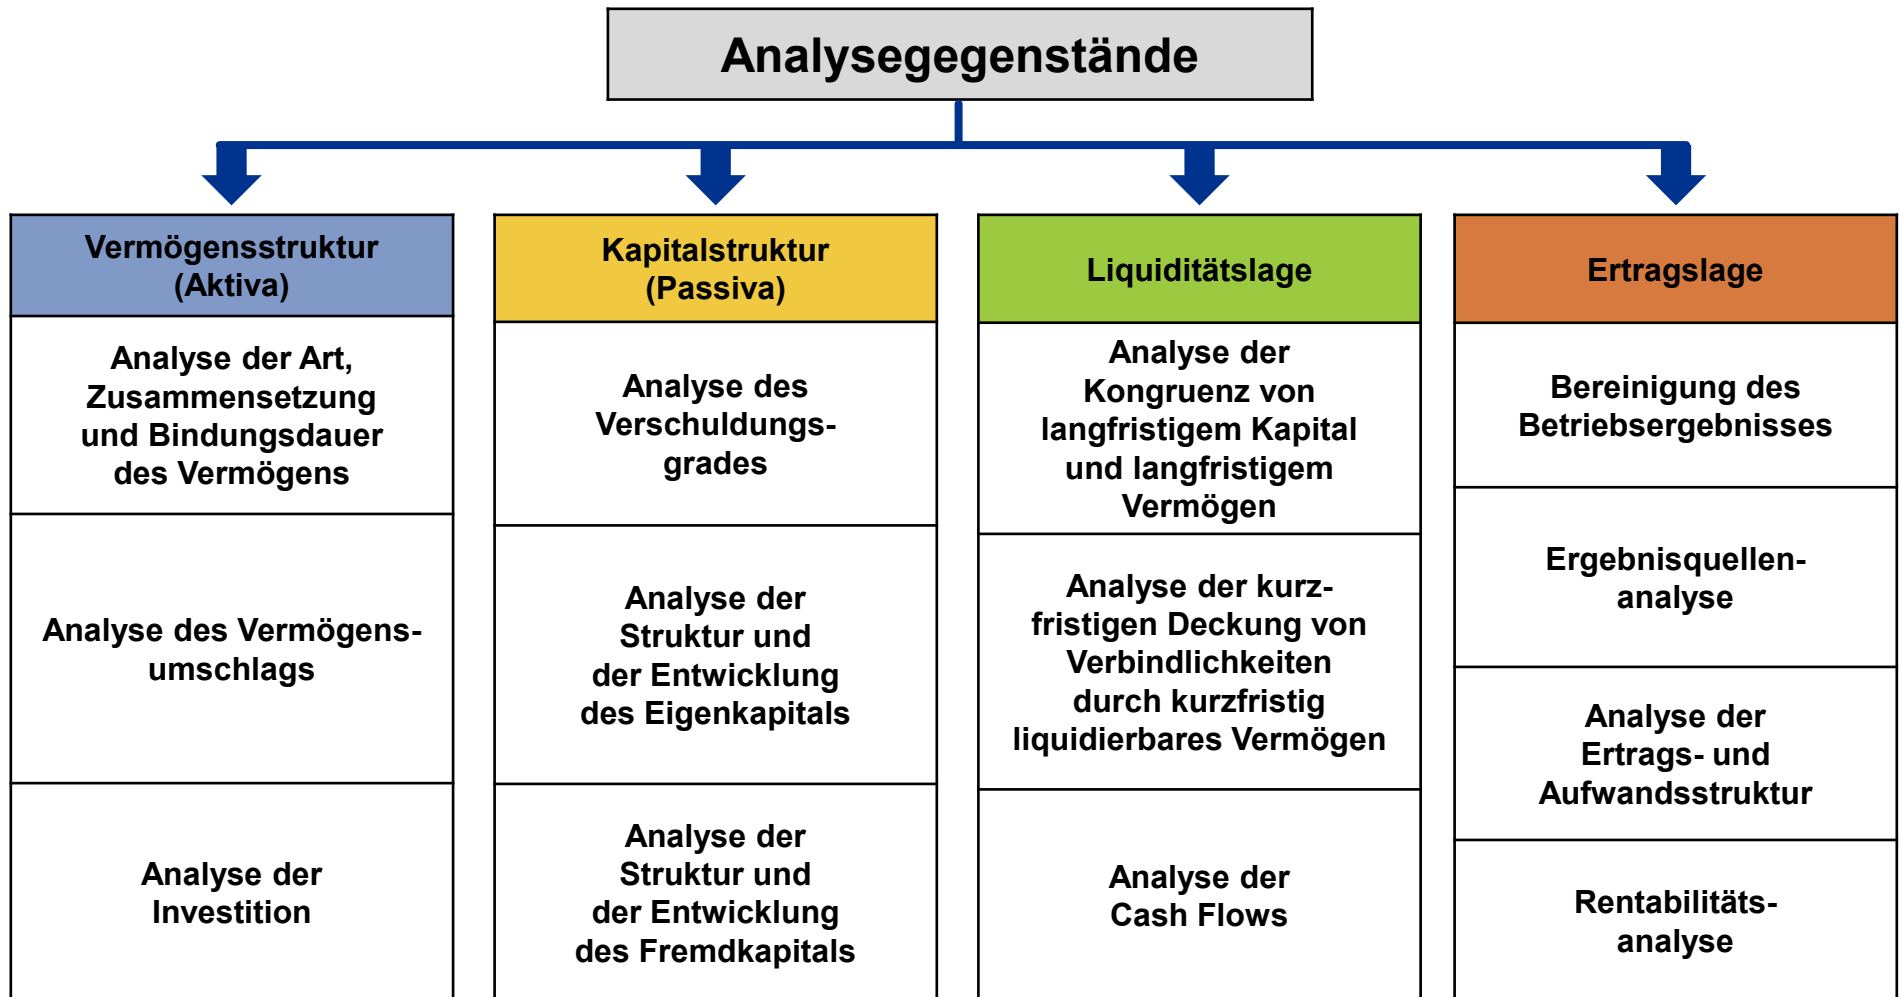 Analysegegenstände
Vermögensstruktur
(Aktiva)
Analyse der Art,
Zusammensetzung
und Bindungsdauer
des Vermögens
Analyse des Vermögens-
umschlags
Analyse der
Investition
Kapitalstruktur
(Passiva)
Analyse des
Verschuldungs-
grades
Analyse der
Struktur und
der Entwicklung
des Eigenkapitals
Analyse der
Struktur und
der Entwicklung
des Fremdkapitals
Liquiditätslage
Analyse der
Kongruenz von
langfristigem Kapital
und langfristigem
Vermögen
Analyse der kurz-
fristigen Deckung von
Verbindlichkeiten
durch kurzfristig
liquidierbares Vermögen
Analyse der
Cash Flows
Ertragslage
Bereinigung des
Betriebsergebnisses
Ergebnisquellen-
analyse
Analyse der
Ertrags- und
Aufwandsstruktur
Rentabilitäts-
analyse